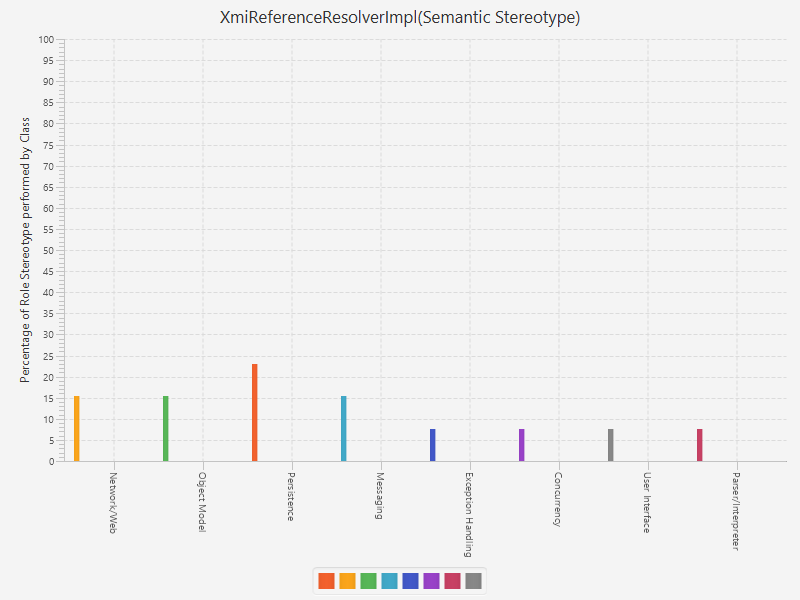 XmiReferenceResolverImpl(Semantic Stereotype)
Percentage of Role Stereotype performed by Class
100
95
90
85
80
75
70
65
60
55
50
45
40
35
30
25
20
15
10
5
0
Network/Web
Object Model
Persistence
Messaging
Exception Handling
Concurrency
User Interface
Parser/Interpreter